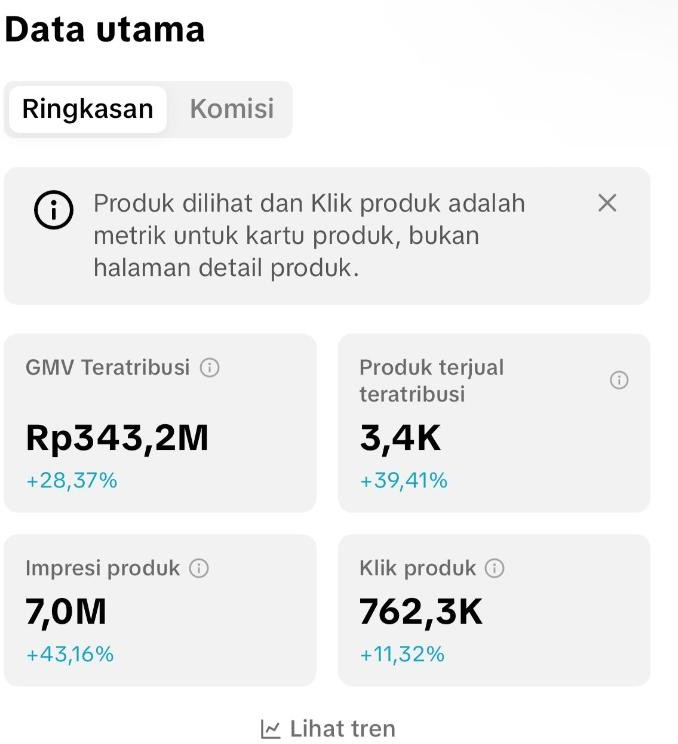 Data utama
Ringkasan
Komisi
Produk dilihat dan Klik produk adalah
metrik untuk kartu produk, bukan
halaman detail produk.
GMV Teratribusi
Rp343,2M
+28,37%
Produk terjual
teratribusi
3,4K
+39,41%
Impresi produk
7,0M
+43,16%
Klik produk
762,3K
+11,32%
Lihat tren